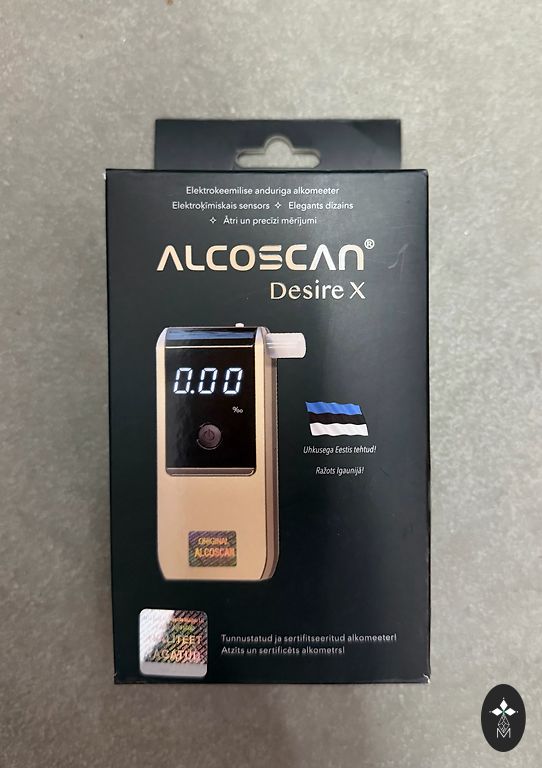 Elektrokeemilise anduriga alkomeeter
Elektroķīmiskais sensors ✧ Elegants dizains
✧ Ātri un precīzi mērījumi
ALCOSCAN®
Desire X
0.00
‰
Uhkusega Eestis tehtud!
Ražots Igaunijā!
ORIGINAL
ALCOSCAN
Tunnustatud ja sertifitseeritud alkomeeter!
Atzīts un sertificēts alkometrs!
M